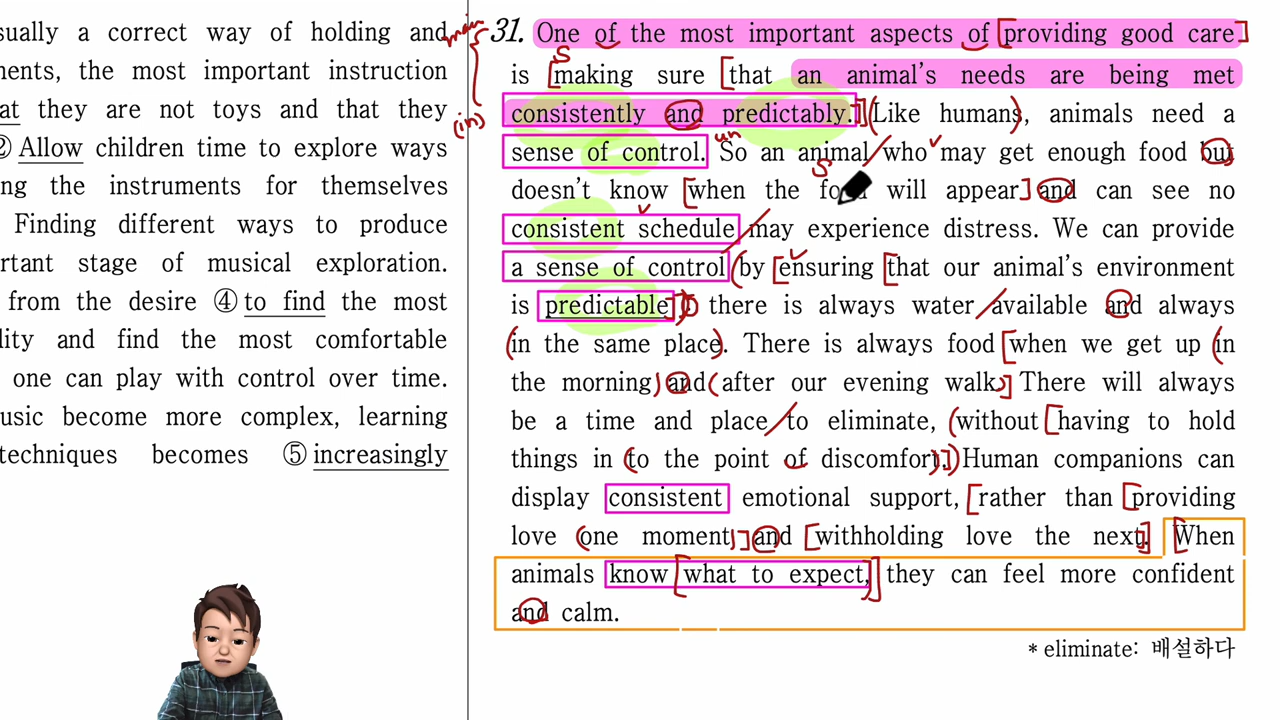 usually a correct way of holding and
ments, the most important instruction
at they are not toys and that they
② Allow children time to explore ways
ing the instruments for themselves
Finding different ways to produce
rtant stage of musical exploration.
from the desire ④ to find the most
lity and find the most comfortable
one can play with control over time.
usic become more complex, learning
techniques becomes ⑤ increasingly
31. One of the most important aspects of [providing good care]
is [making sure [that an animal's needs are being met
consistently and predictably.] (Like humans), animals need a
sense of control. So an animal / who may get enough food but
doesn't know [when the food will appear] and can see no
consistent schedule / may experience distress. We can provide
a sense of control (by [ensuring [that our animal's environment
is predictable]]): there is always water / available and always
(in the same place). There is always food [when we get up (in
the morning) and (after our evening walk.)] There will always
be a time and place / to eliminate, (without [having to hold
things in (to the point of discomfort.)]) Human companions can
display consistent emotional support, [rather than [providing
love (one moment,)] and [withholding love the next.]] [When
animals know [what to expect,]] they can feel more confident
and calm.
* eliminate: 배설하다
S
(in)
un
S